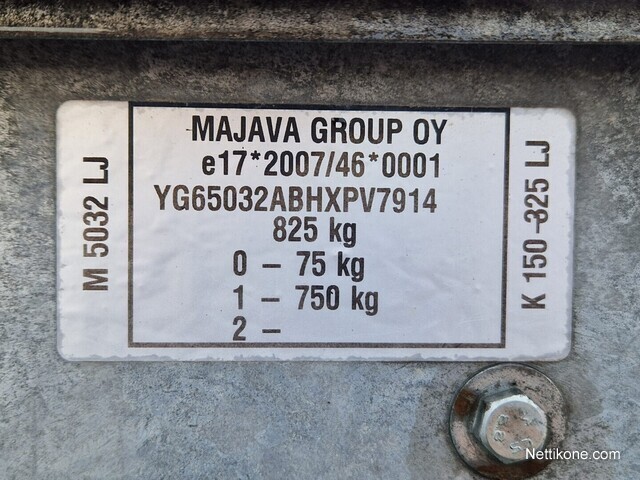 MAJAVA GROUP OY
e17*2007/46*0001
YG65032ABHXPV7914
825 kg
0 - 75 kg
1 - 750 kg
2 -
M 5032 LJ
K 150-825 LJ
Nettikone.com